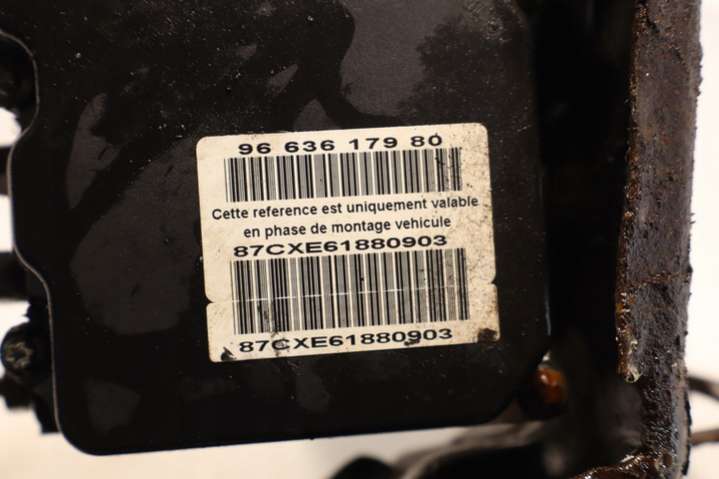 96 636 179 80
Cette reference est uniquement valable
en phase de montage vehicule
87CXE61880903
87CXE61880903